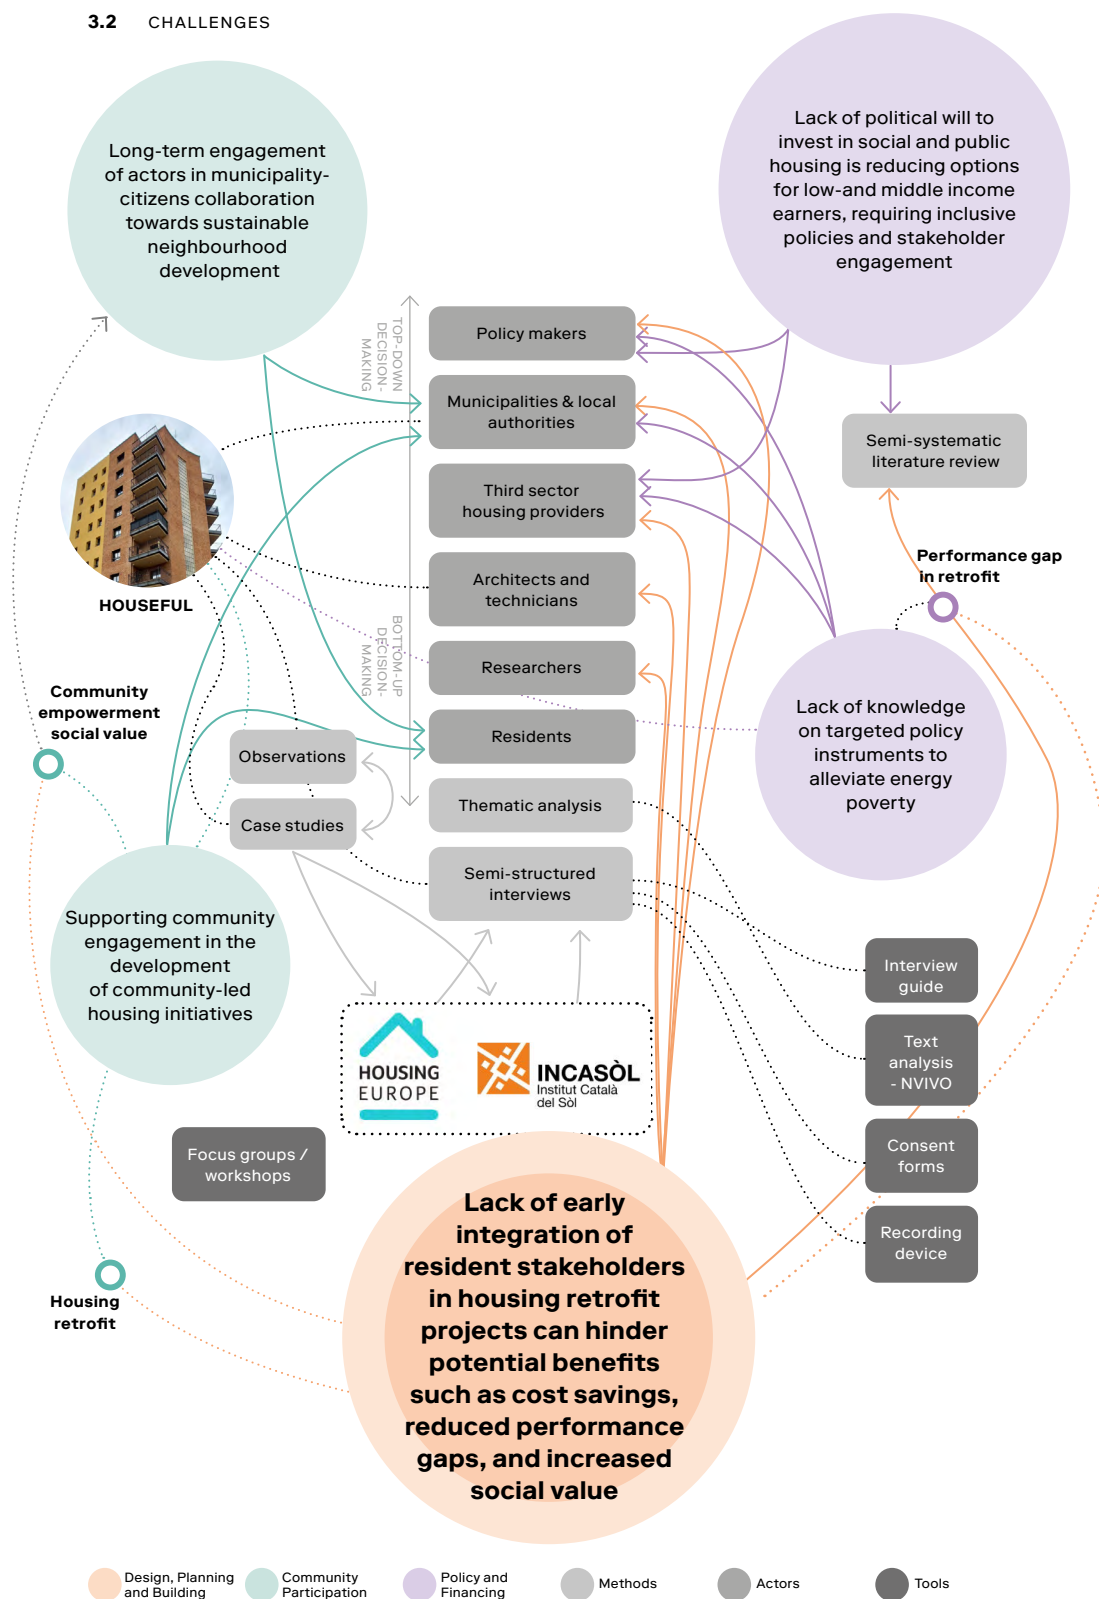 3.2 CHALLENGES
Long-term engagement
of actors in municipality-
citizens collaboration
towards sustainable
neighbourhood
development
Lack of political will to
invest in social and public
housing is reducing options
for low-and middle income
earners, requiring inclusive
policies and stakeholder
engagement
TOP-DOWN
DECISION-
MAKING
Policy makers
Municipalities & local
authorities
Semi-systematic
literature review
Third sector
housing providers
HOUSEFUL
Architects and
technicians
Performance gap
in retrofit
BOTTOM-UP
DECISION-
MAKING
Researchers
Community
empowerment
social value
Residents
Lack of knowledge
on targeted policy
instruments to
alleviate energy
poverty
Observations
Case studies
Thematic analysis
Semi-structured
interviews
Supporting community
engagement in the
development
of community-led
housing initiatives
Interview
guide
Text
analysis
- NVIVO
Consent
forms
Recording
device
HOUSING
EUROPE
INCASÒL
Institut Català
del Sòl
Focus groups /
workshops
Housing
retrofit
Lack of early
integration of
resident stakeholders
in housing retrofit
projects can hinder
potential benefits
such as cost savings,
reduced performance
gaps, and increased
social value
Design, Planning
and Building
Community
Participation
Policy and
Financing
Methods
Actors
Tools